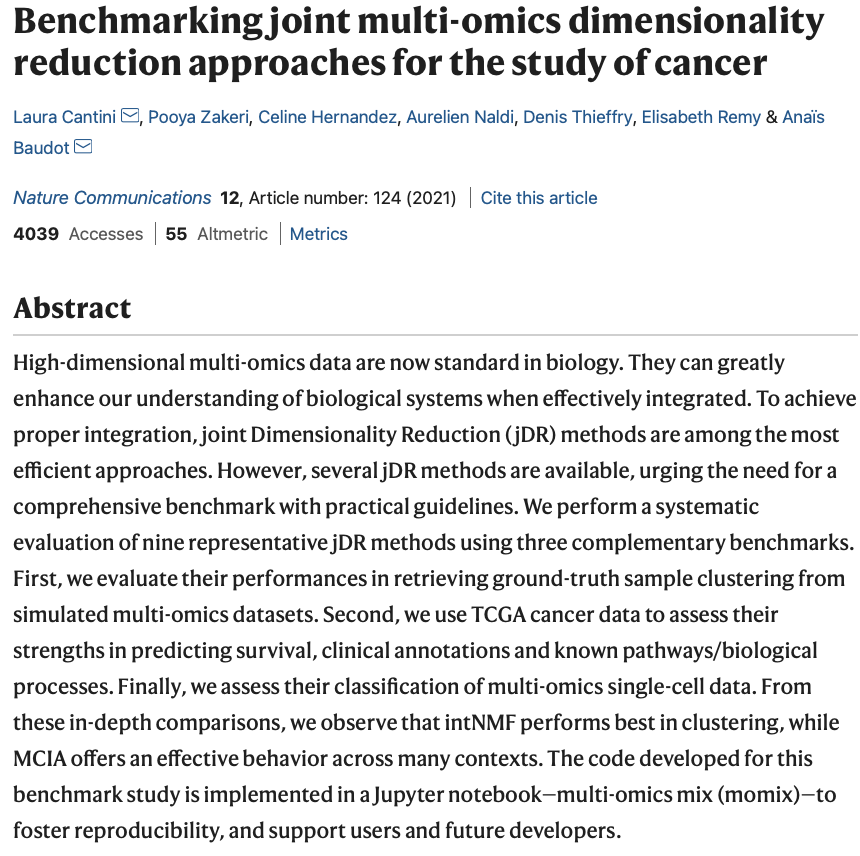 Benchmarking joint multi-omics dimensionality
reduction approaches for the study of cancer
Laura Cantini, Pooya Zakeri, Celine Hernandez, Aurelien Naldi, Denis Thieffry, Elisabeth Remy & Anaïs
Baudot
Nature Communications 12, Article number: 124 (2021) | Cite this article
4039 Accesses | 55 Altmetric | Metrics
Abstract
High-dimensional multi-omics data are now standard in biology. They can greatly
enhance our understanding of biological systems when effectively integrated. To achieve
proper integration, joint Dimensionality Reduction (jDR) methods are among the most
efficient approaches. However, several jDR methods are available, urging the need for a
comprehensive benchmark with practical guidelines. We perform a systematic
evaluation of nine representative jDR methods using three complementary benchmarks.
First, we evaluate their performances in retrieving ground-truth sample clustering from
simulated multi-omics datasets. Second, we use TCGA cancer data to assess their
strengths in predicting survival, clinical annotations and known pathways/biological
processes. Finally, we assess their classification of multi-omics single-cell data. From
these in-depth comparisons, we observe that intNMF performs best in clustering, while
MCIA offers an effective behavior across many contexts. The code developed for this
benchmark study is implemented in a Jupyter notebook—multi-omics mix (momix)—to
foster reproducibility, and support users and future developers.